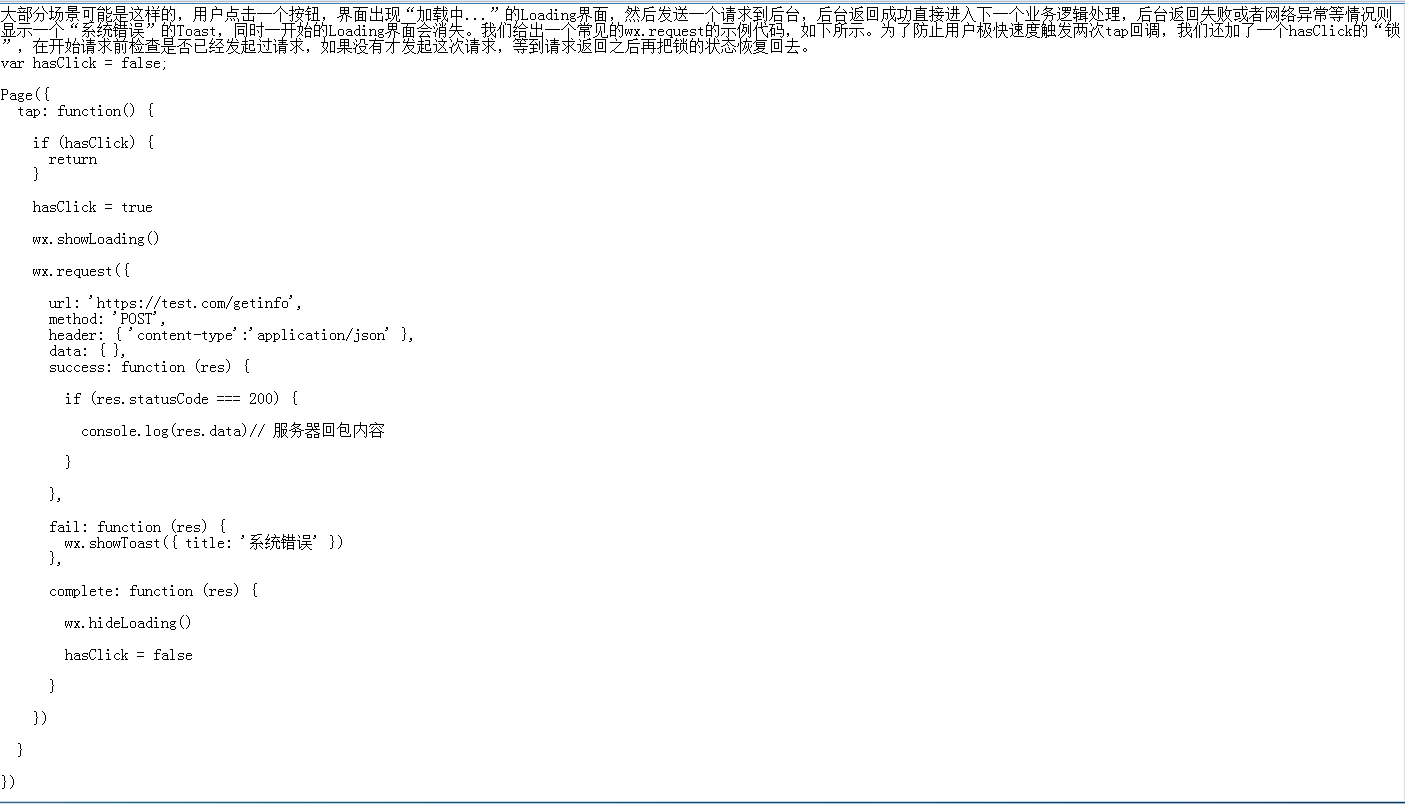 大部分场景可能是这样的，用户点击一个按钮，界面出现“加载中...”的Loading界面，然后发送一个请求到后台，后台返回成功直接进入下一个业务逻辑处理，后台返回失败或者网络异常等情况则
显示一个“系统错误”的Toast，同时一开始的Loading界面会消失。我们给出一个常见的wx.request的示例代码，如下所示。为了防止用户极快速度触发两次tap回调，我们还加了一个hasClick的“锁
”，在开始请求前检查是否已经发起过请求，如果没有才发起这次请求，等到请求返回之后再把锁的状态恢复回去。
var hasClick = false;
Page({
  tap: function() {
    if (hasClick) {
      return
    }
    hasClick = true
    wx.showLoading()
    wx.request({
      url: 'https://test.com/getinfo',
      method: 'POST',
      header: { 'content-type':'application/json' },
      data: { },
      success: function (res) {
        if (res.statusCode === 200) {
          console.log(res.data)// 服务器回包内容
        }
      },
      fail: function (res) {
        wx.showToast({ title: '系统错误' })
      },
      complete: function (res) {
        wx.hideLoading()
        hasClick = false
      }
    })
  }
})